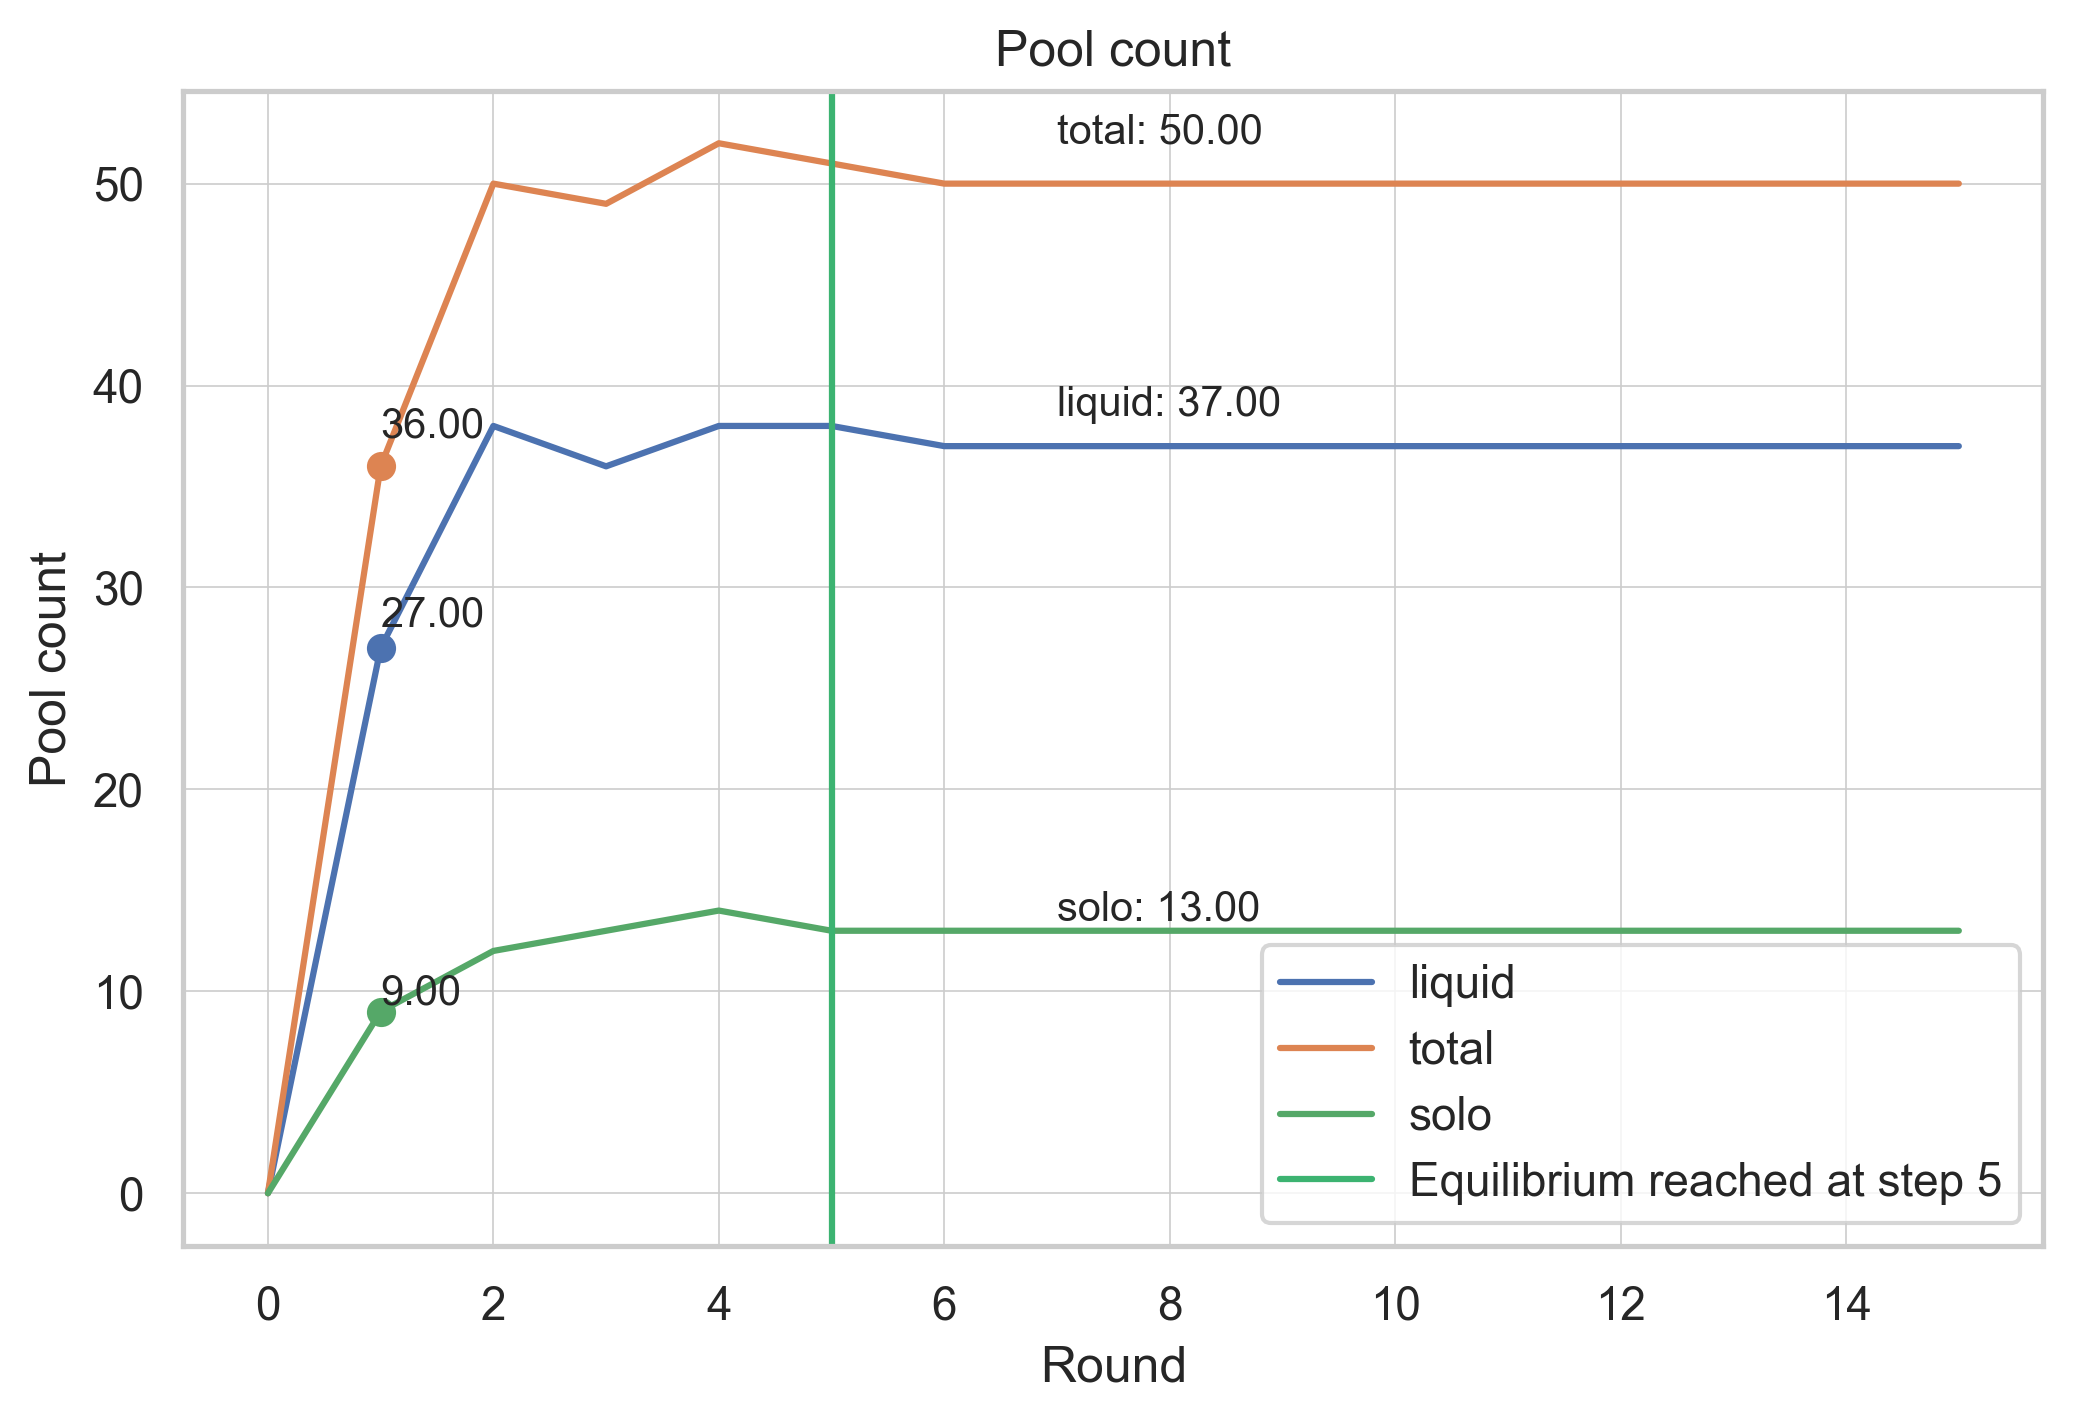 Pool count
total: 50.00
50
liquid: 37.00
40
36.00
30
27.00
Pool count
20
solo: 13.00
10
9.00
0
liquid
total
solo
Equilibrium reached at step 5
0 2 4 6 8 10 12 14
Round